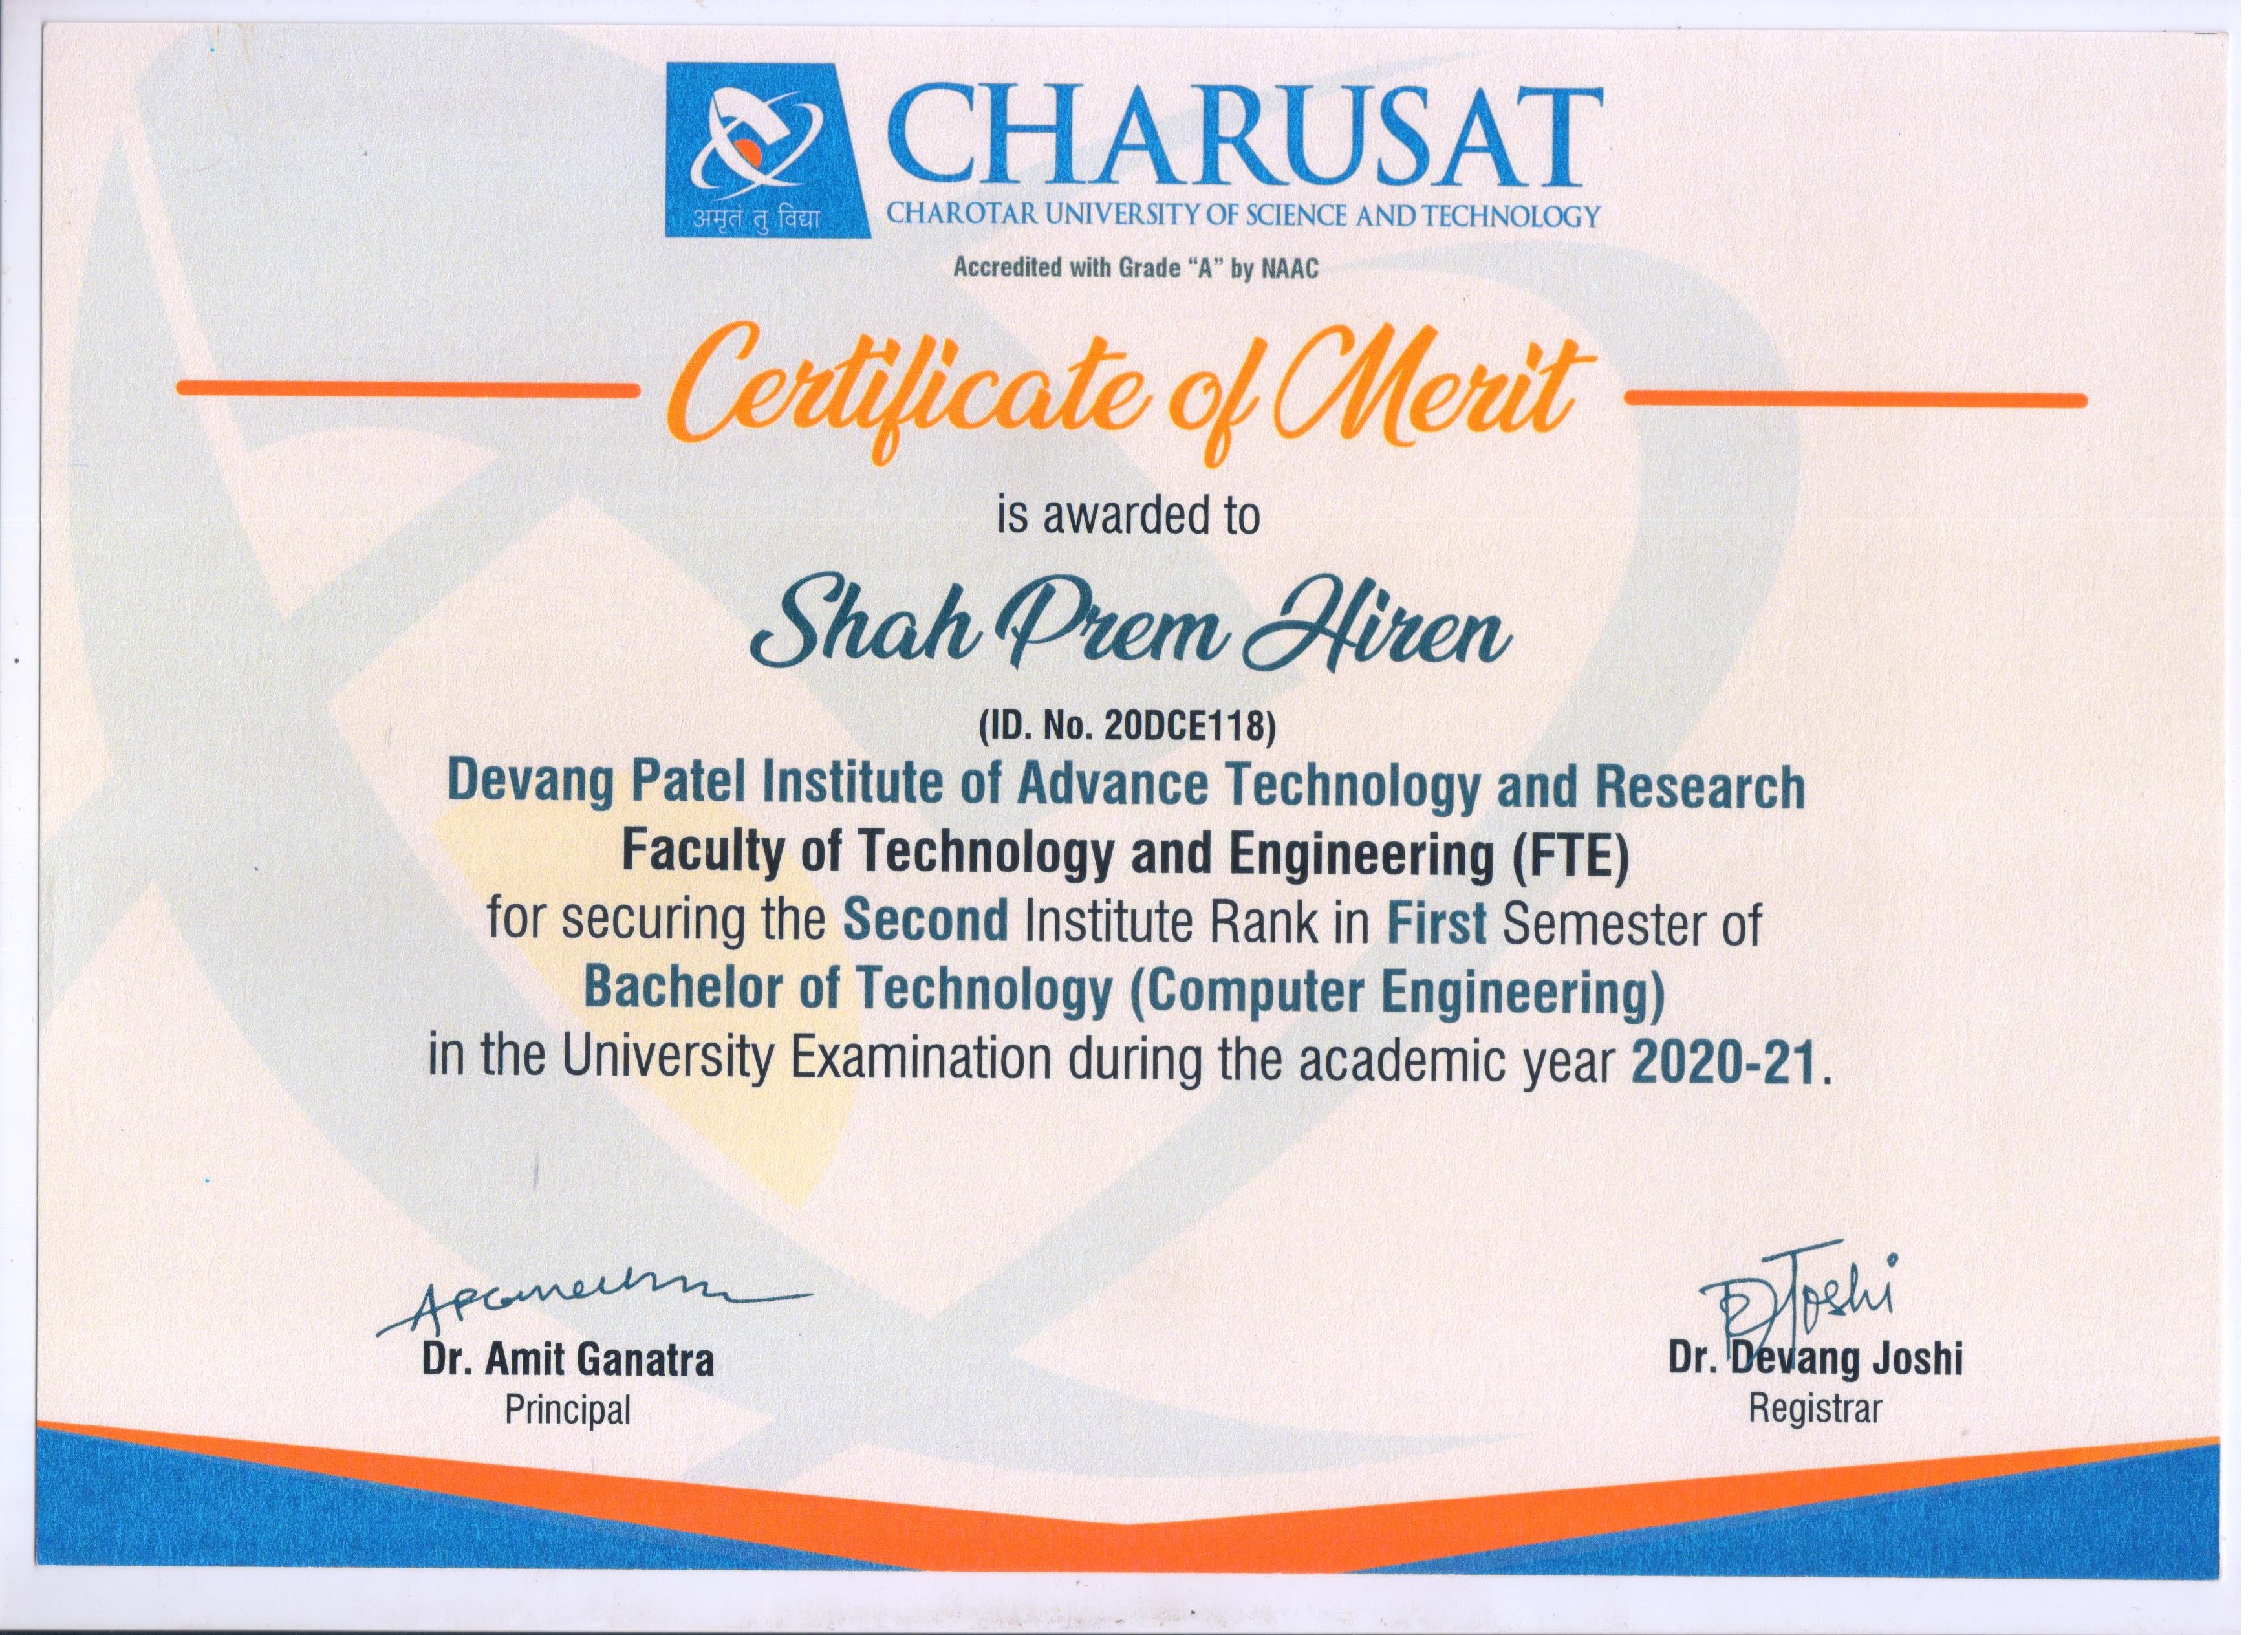 CHARUSAT
अमृतं तु विद्या
CHAROTAR UNIVERSITY OF SCIENCE AND TECHNOLOGY
Accredited with Grade “A” by NAAC
Certificate of Merit
is awarded to
Shah Prem Hiren
(ID. No. 20DCE118)
Devang Patel Institute of Advance Technology and Research
Faculty of Technology and Engineering (FTE)
for securing the Second Institute Rank in First Semester of
Bachelor of Technology (Computer Engineering)
in the University Examination during the academic year 2020-21.
DJoshi
Dr. Amit Ganatra
Principal
Dr. Devang Joshi
Registrar